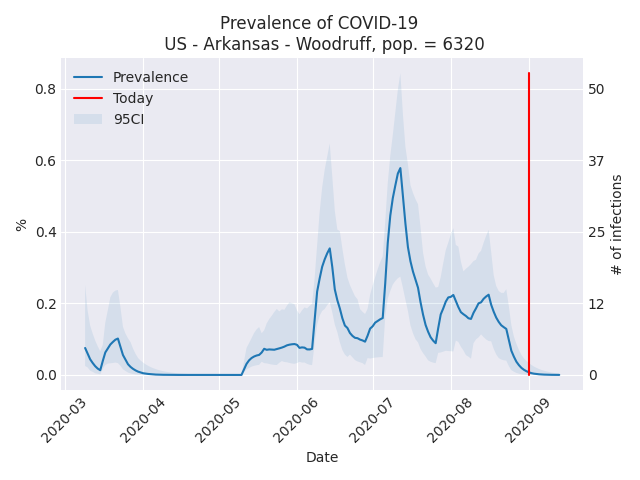 Prevalence of COVID-19
US - Arkansas - Woodruff, pop. = 6320
Prevalence
Today
95CI
0.8
0.6
0.4
0.2
0.0
%
50
37
25
12
0
# of infections
2020-03
2020-04
2020-05
2020-06
2020-07
2020-08
2020-09
Date